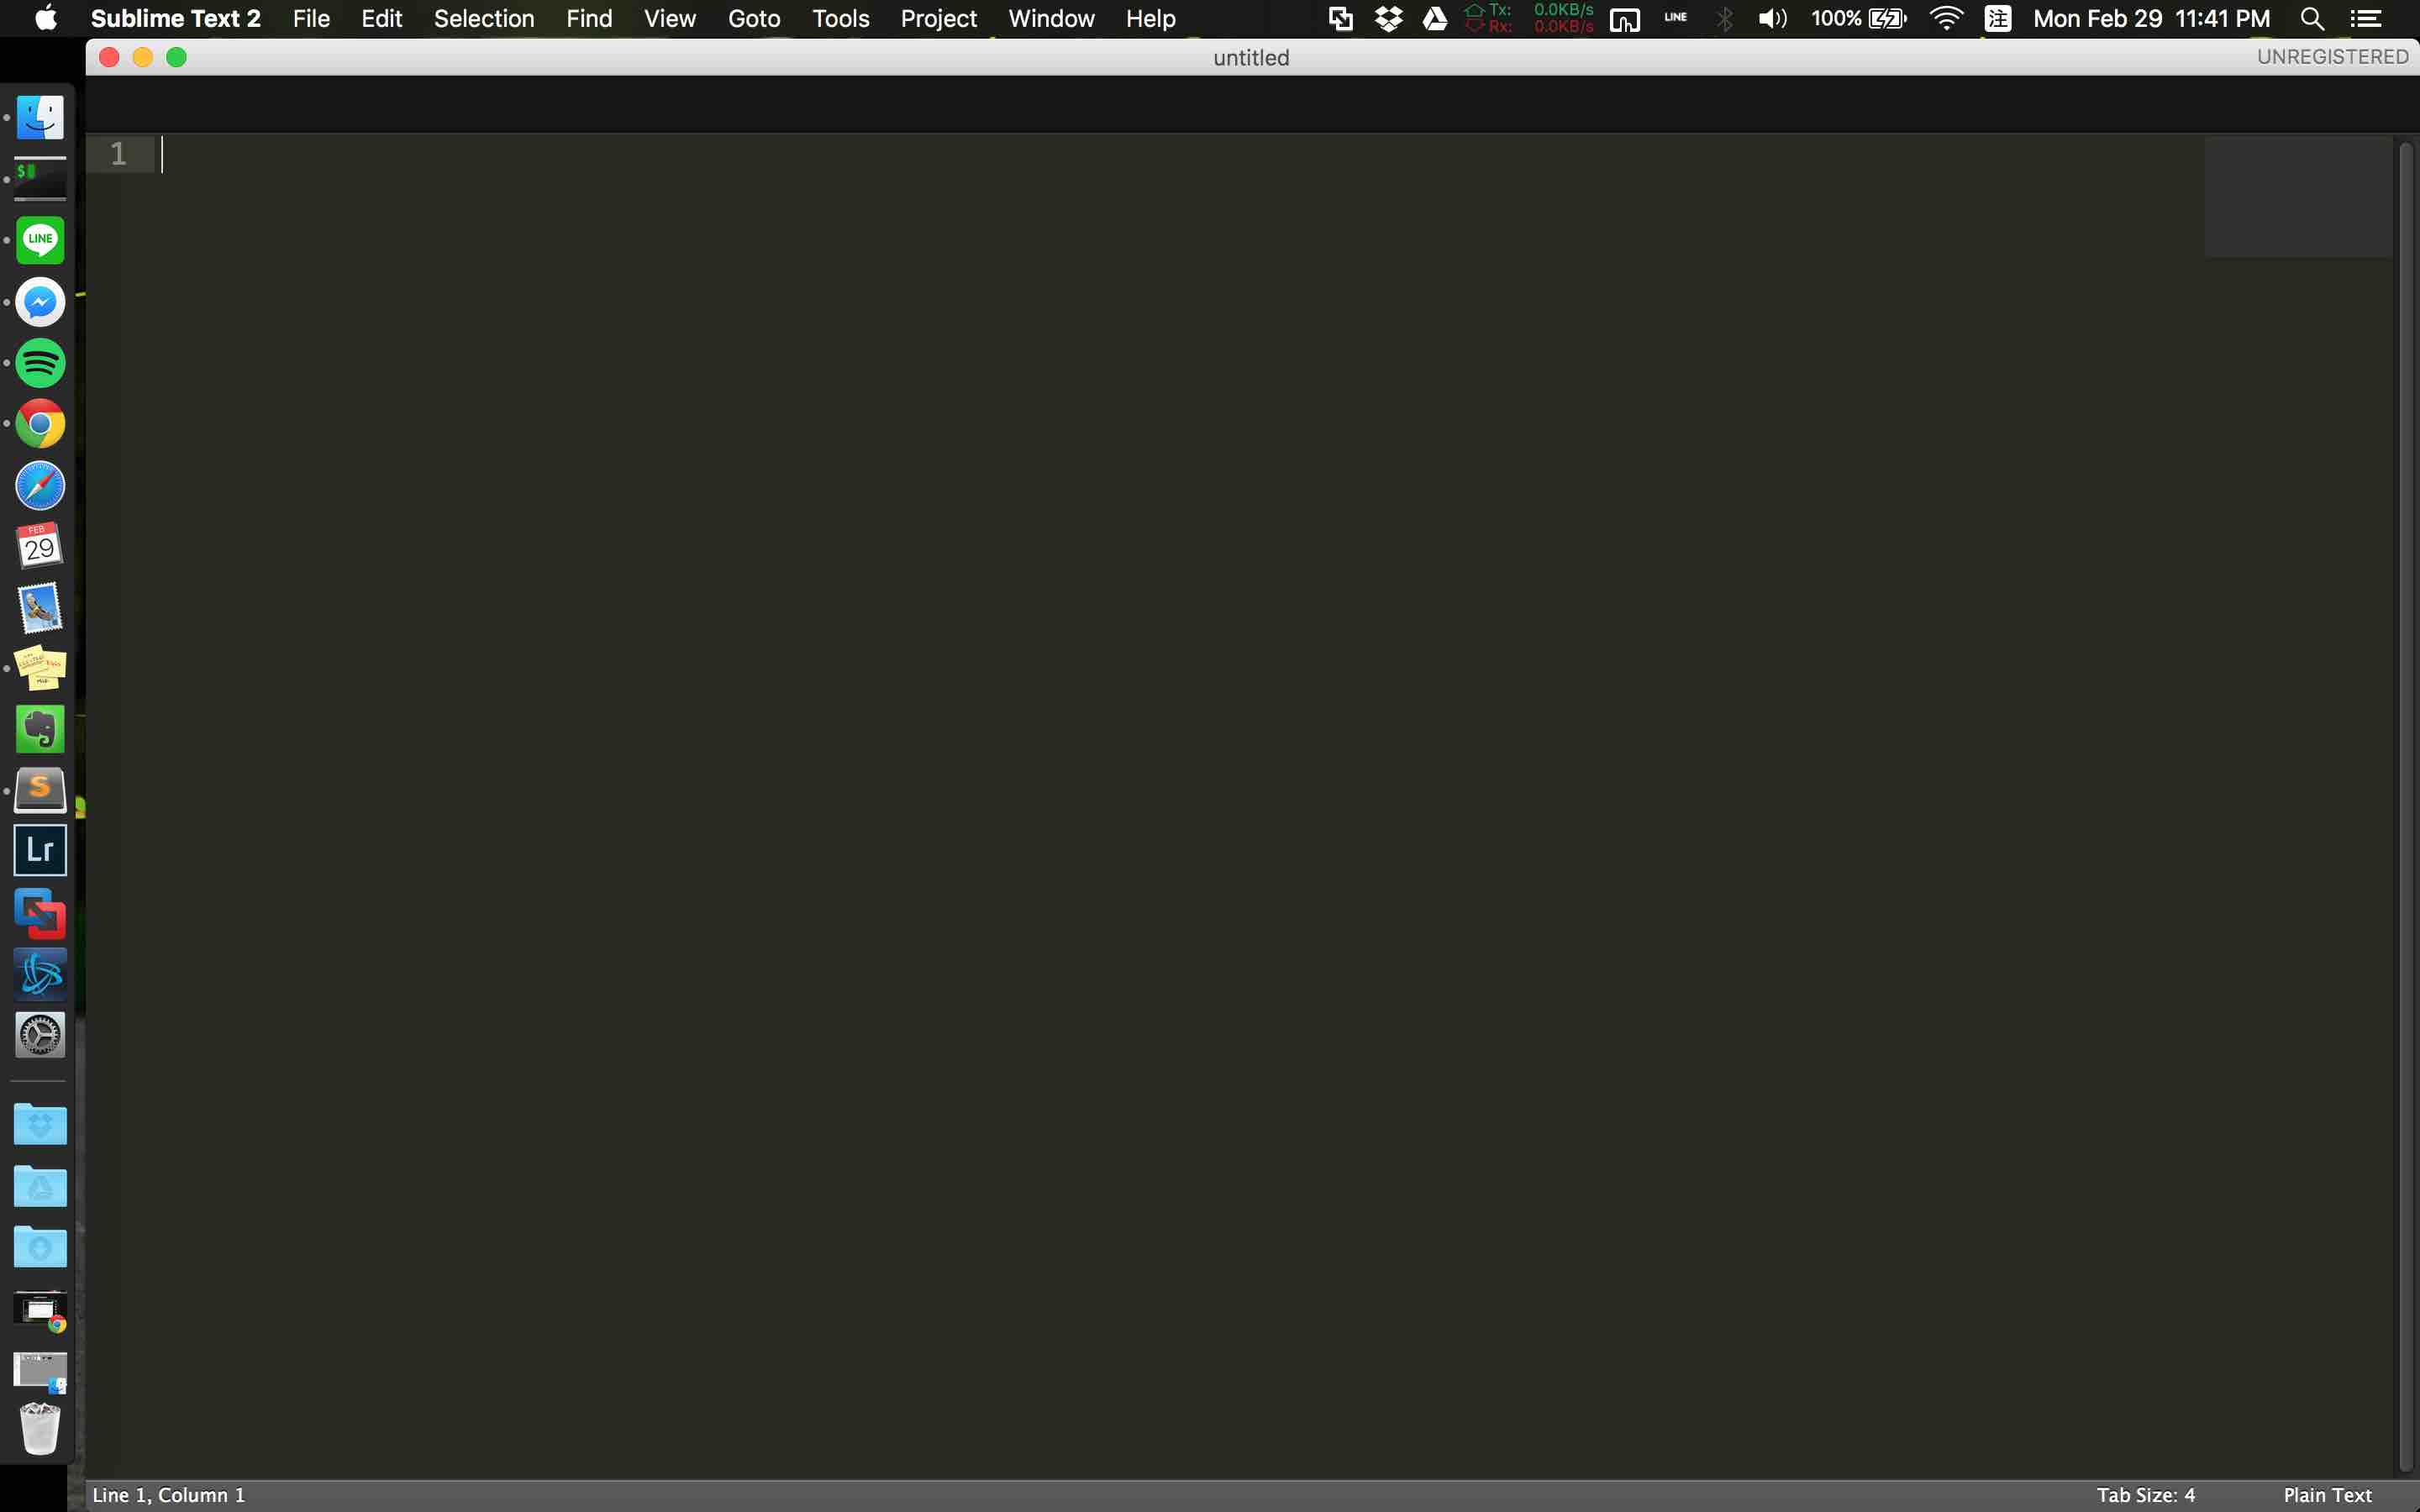 Sublime Text 2 File Edit Selection Find View Goto Tools Project Window Help Tx: 0.0KB/s Rx: 0.0KB/s LINE 100% 注 Mon Feb 29 11:41 PM
untitled UNREGISTERED
1
$
LINE
FEB
29
S
Lr
Line 1, Column 1 Tab Size: 4 Plain Text